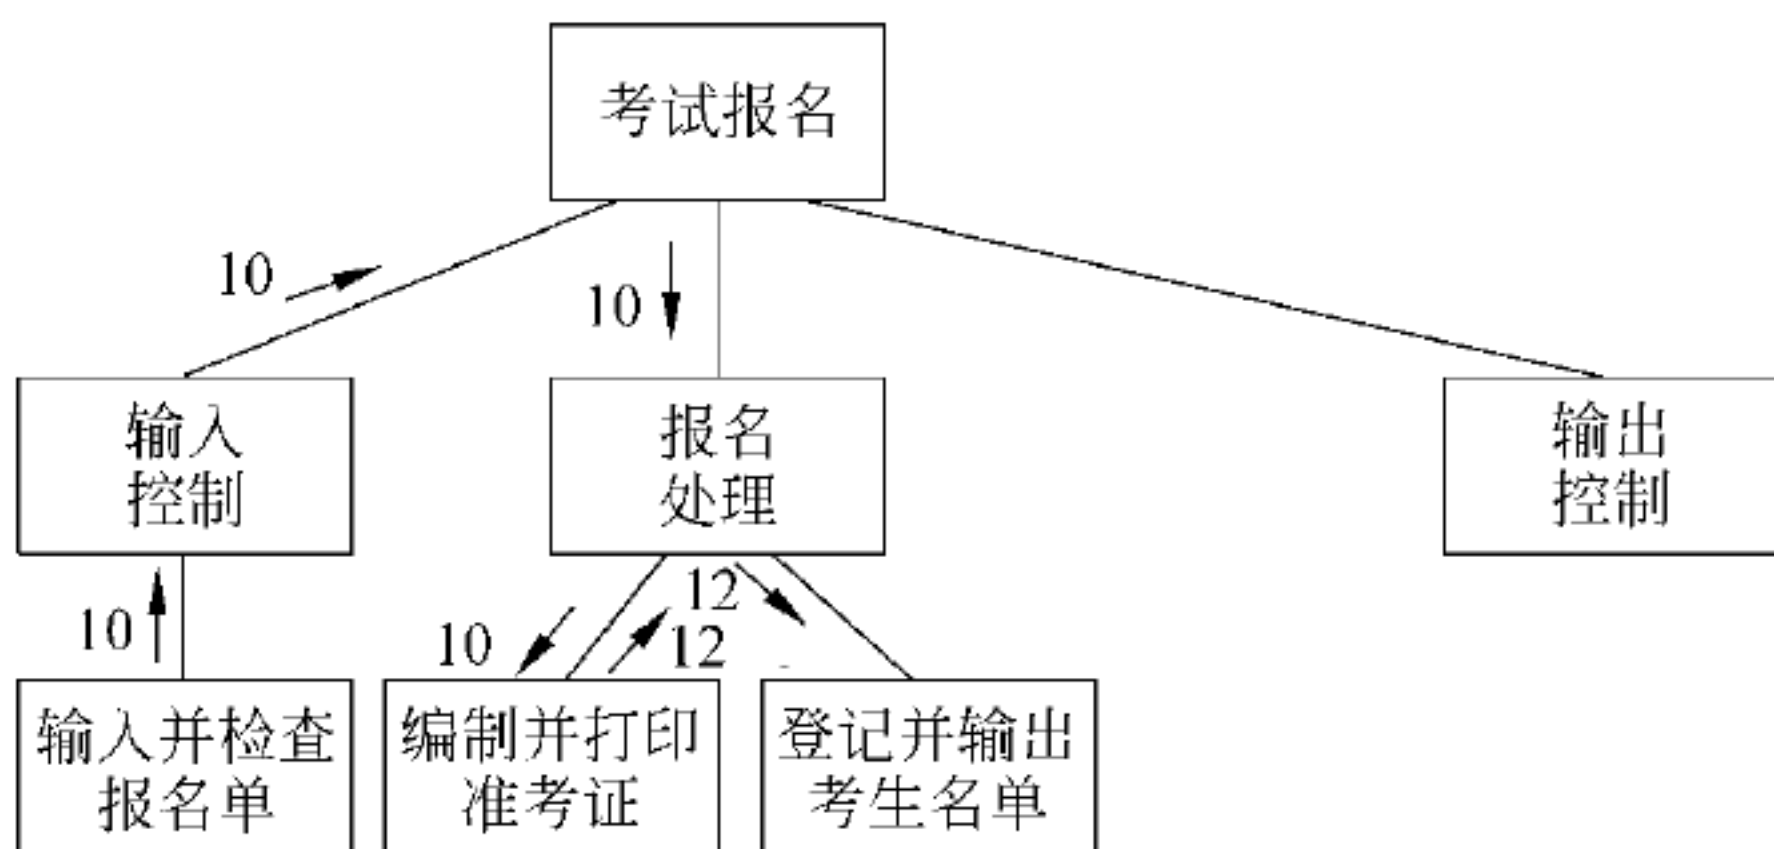 考试报名
10
10
输入
控制
报名
处理
输出
控制
10
10
12
12
输入并检查
报名单
编制并打印
准考证
登记并输出
考生名单